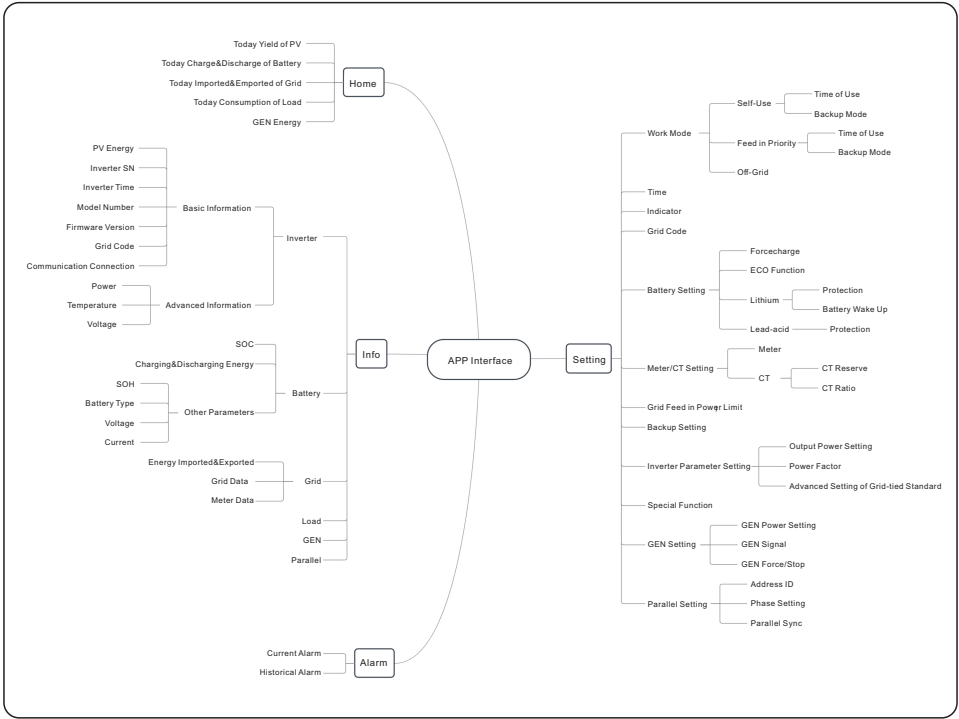 Today Yield of PV
Today Charge&Discharge of Battery
Today Imported&Emported of Grid
Today Consumption of Load
GEN Energy
Home
PV Energy
Inverter SN
Inverter Time
Model Number
Firmware Version
Grid Code
Communication Connection
Basic Information
Power
Temperature
Voltage
Advanced Information
Inverter
SOC
Charging&Discharging Energy
SOH
Battery Type
Voltage
Current
Other Parameters
Battery
Energy Imported&Exported
Grid Data
Meter Data
Grid
Load
GEN
Parallel
Info
Current Alarm
Historical Alarm
Alarm
APP Interface
Setting
Work Mode
Self-Use
Time of Use
Backup Mode
Feed in Priority
Time of Use
Backup Mode
Off-Grid
Time
Indicator
Grid Code
Battery Setting
Forcecharge
ECO Function
Lithium
Protection
Battery Wake Up
Lead-acid
Protection
Meter/CT Setting
Meter
CT
CT Reserve
CT Ratio
Grid Feed in Power Limit
Backup Setting
Inverter Parameter Setting
Output Power Setting
Power Factor
Advanced Setting of Grid-tied Standard
Special Function
GEN Setting
GEN Power Setting
GEN Signal
GEN Force/Stop
Parallel Setting
Address ID
Phase Setting
Parallel Sync